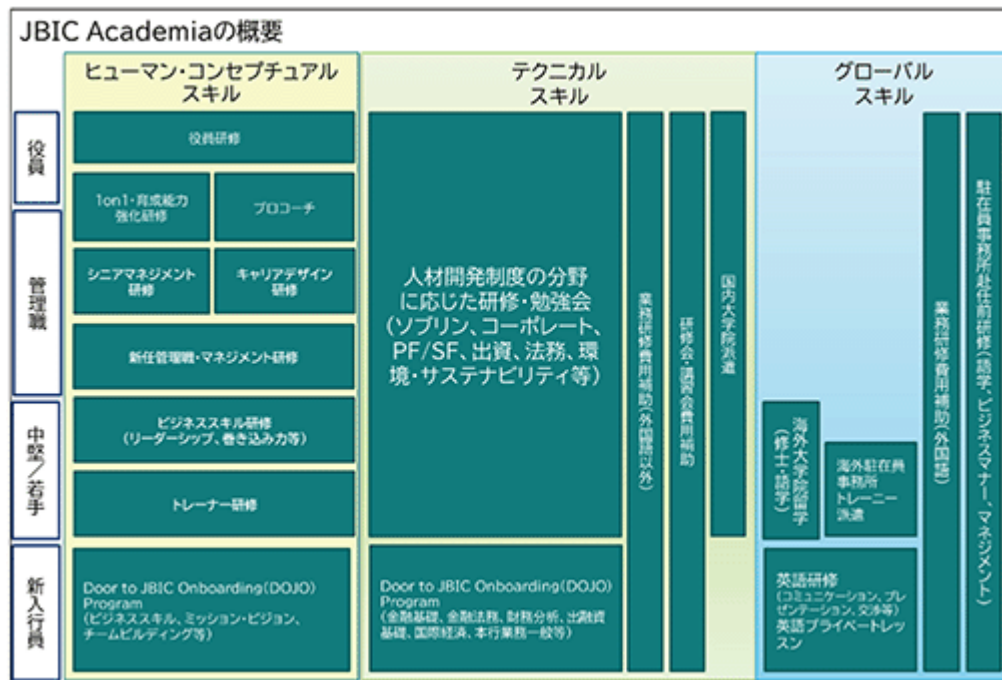 JBIC Academiaの概要
ヒューマン・コンセプチュアル
スキル
テクニカル
スキル
グローバル
スキル
役員
管理職
中堅／若手
新入行員
役員研修
1on1・育成能力
強化研修
プロコーチ
シニアマネジメント
研修
キャリアデザイン
研修
新任管理職・マネジメント研修
ビジネススキル研修
(リーダーシップ、巻き込み力等)
トレーナー研修
Door to JBIC Onboarding(DOJO)
Program
(ビジネススキル、ミッション・ビジョン、
チームビルディング等)
人材開発制度の分野
に応じた研修・勉強会
(ソブリン、コーポレート、
PF/SF、出資、法務、環
境・サステナビリティ等)
Door to JBIC Onboarding(DOJO)
Program
(金融基礎、金融法務、財務分析、出融資
基礎、国際経済、本行業務一般等)
業務研修費用補助(外国語以外)
研修会・講習会費用補助
国内大学院派遣
海外大学院留学
(修士・語学)
海外駐在員
事務所
トレーニー
派遣
英語研修
(コミュニケーション、プレ
ゼンテーション、交渉等)
英語プライベートレッ
スン
業務研修費用補助(外国語)
駐在員事務所赴任前研修(語学、ビジネスマナー、マネジメント)